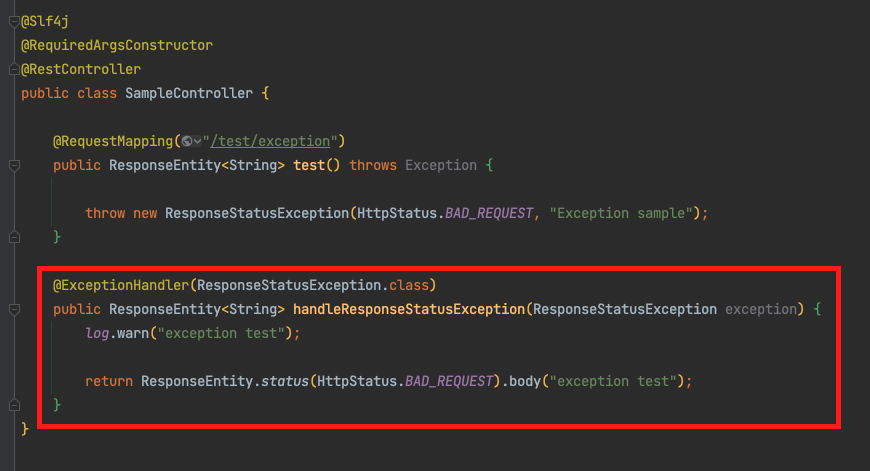 @Slf4j
@RequiredArgsConstructor
@RestController
public class SampleController {
@RequestMapping("/test/exception")
public ResponseEntity<String> test() throws Exception {
throw new ResponseStatusException(HttpStatus.BAD_REQUEST, "Exception sample");
}
@ExceptionHandler(ResponseStatusException.class)
public ResponseEntity<String> handleResponseStatusException(ResponseStatusException exception) {
log.warn("exception test");
return ResponseEntity.status(HttpStatus.BAD_REQUEST).body("exception test");
}
}